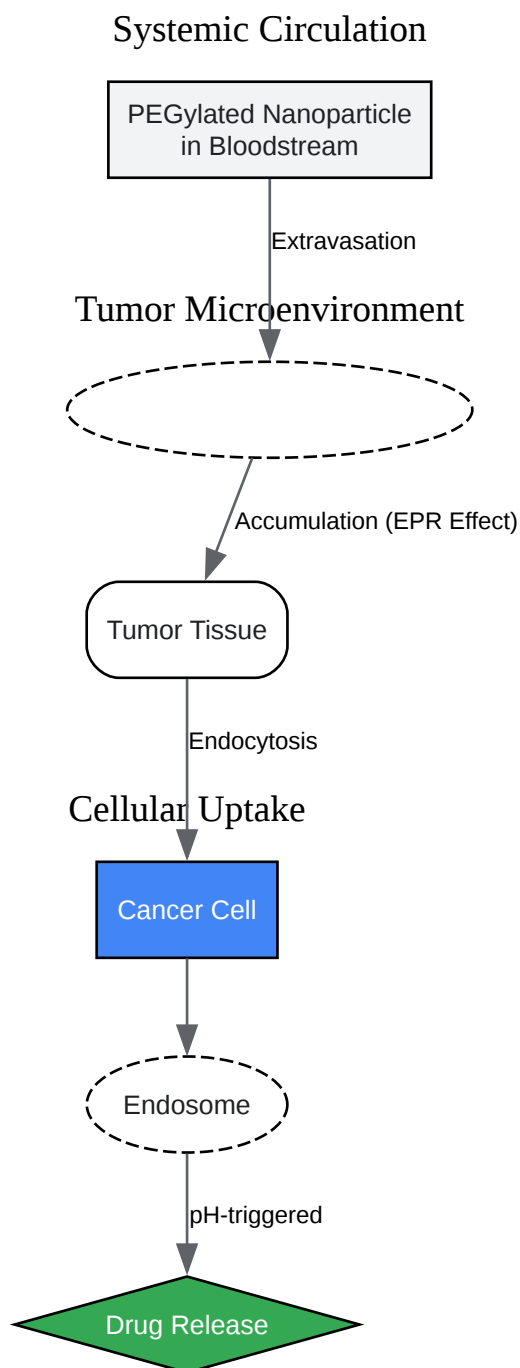 Systemic Circulation
PEGylated Nanoparticle
in Bloodstream
Extravasation
Tumor Microenvironment
Accumulation (EPR Effect)
Tumor Tissue
Endocytosis
Cellular Uptake
Cancer Cell
Endosome
pH-triggered
Drug Release